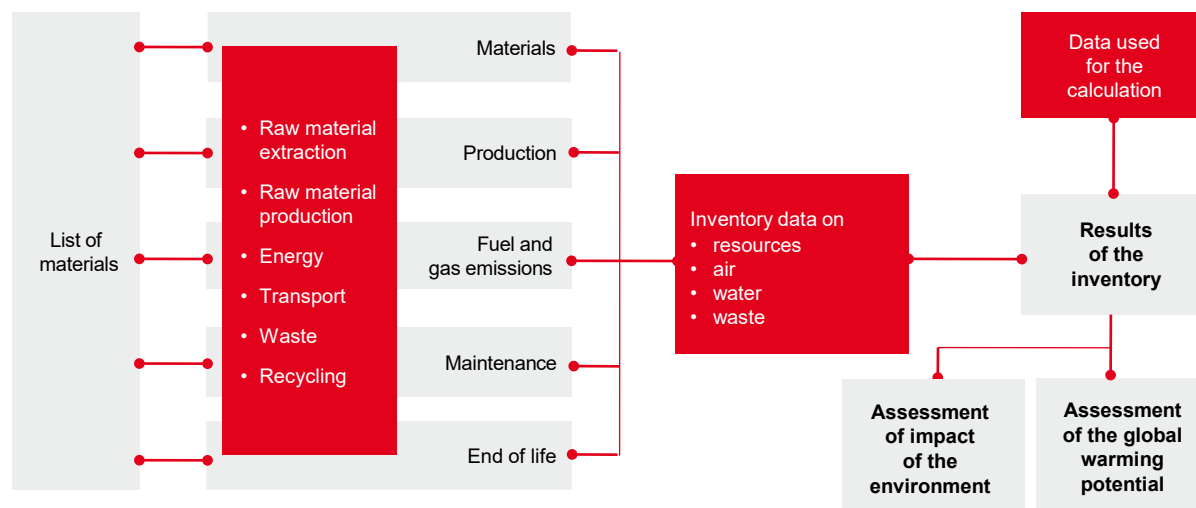 List of
materials
Materials
Production
Fuel and
gas emissions
Maintenance
End of life
• Raw material
extraction
• Raw material
production
• Energy
• Transport
• Waste
• Recycling
Inventory data on
• resources
• air
• water
• waste
Data used
for the
calculation
Results
of the
inventory
Assessment
of impact
of the
environment
Assessment
of the global
warming
potential